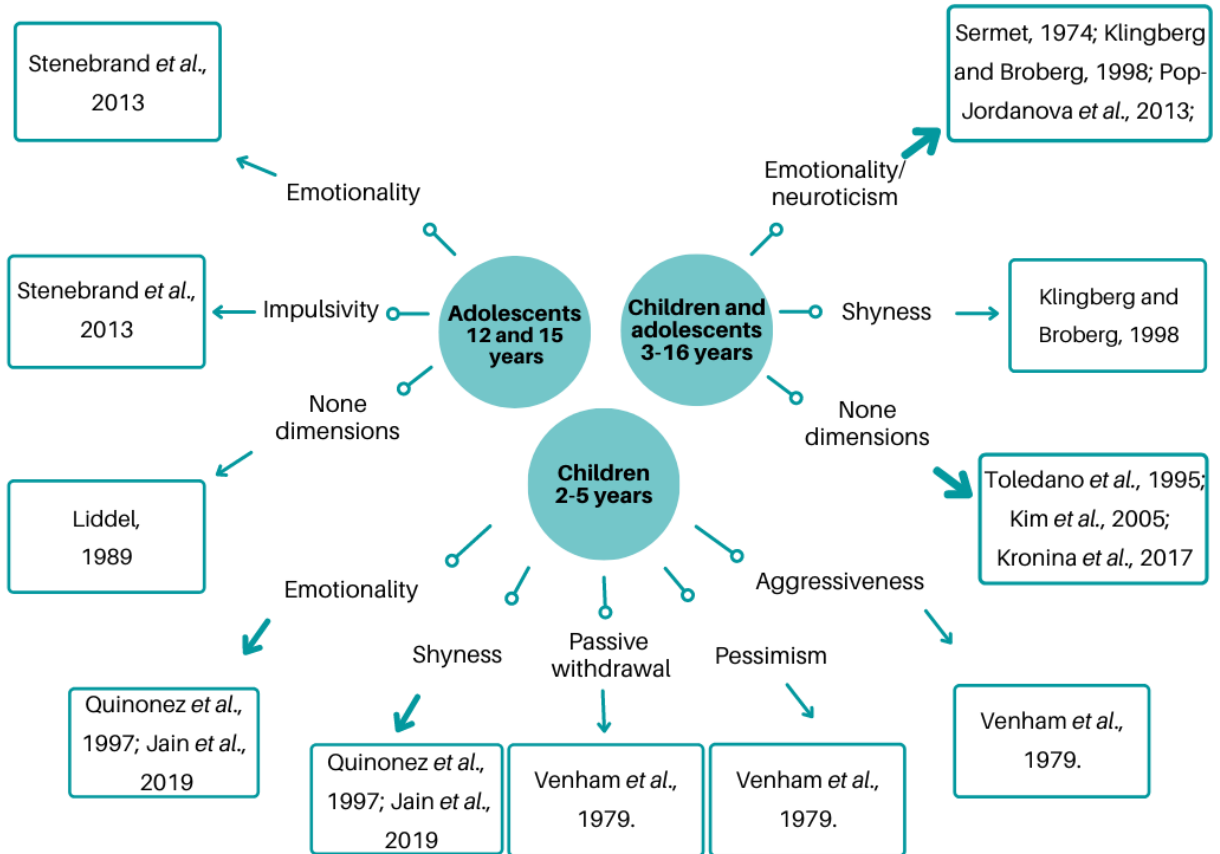 Stenebrand et al.,
2013
Emotionality
Stenebrand et al.,
2013
Impulsivity
Adolescents
12 and 15
years
None
dimensions
Liddel,
1989
Sermet, 1974; Klingberg
and Broberg, 1998; Pop-
Jordanova et al., 2013;
Emotionality/
neuroticism
Children and
adolescents
3-16 years
Shyness
Klingberg and
Broberg, 1998
None
dimensions
Toledano et al., 1995;
Kim et al., 2005;
Kronina et al., 2017
Children
2-5 years
Emotionality
Quinonez et al.,
1997; Jain et al.,
2019
Shyness
Quinonez et al.,
1997; Jain et al.,
2019
Passive
withdrawal
Venham et al.,
1979.
Pessimism
Venham et al.,
1979.
Aggressiveness
Venham et al.,
1979.